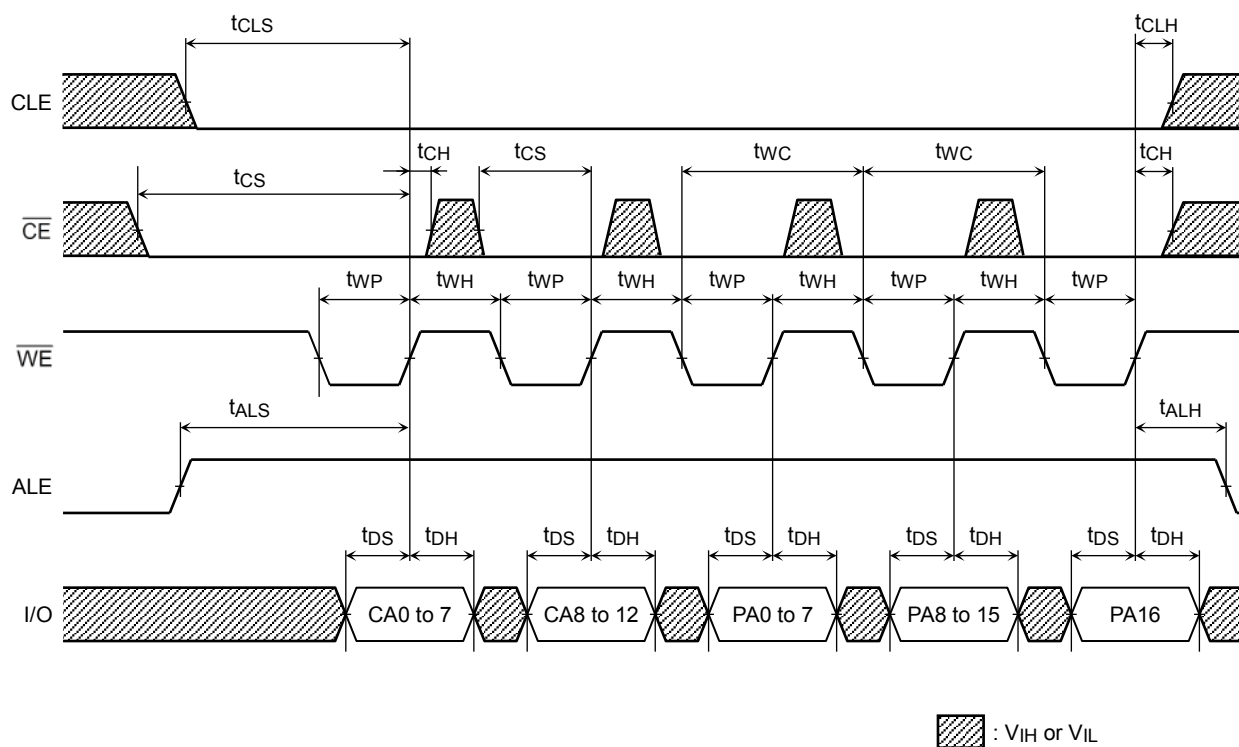 tCLS tCLH
CLE
tCH tCS tWC tWC tCH
tCS
CE
tWP tWH tWP tWH tWP tWH tWP tWH tWP
WE
tALS tALH
ALE
tDS tDH tDS tDH tDS tDH tDS tDH tDS tDH
I/O CA0 to 7 CA8 to 12 PA0 to 7 PA8 to 15 PA16
: VIH or VIL